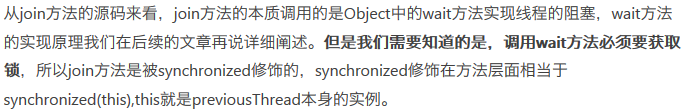 从join方法的源码来看，join方法的本质调用的是Object中的wait方法实现线程的阻塞，wait方法
的实现原理我们在后续的文章再说详细阐述。但是我们需要知道的是，调用wait方法必须要获取
锁，所以join方法是被synchronized修饰的，synchronized修饰在方法层面相当于
synchronized(this),this就是previousThread本身的实例。